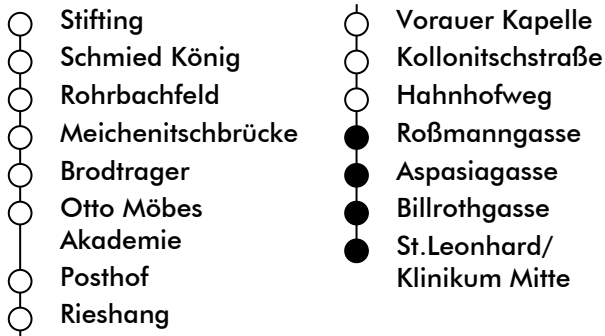 Stifting
Schmied König
Rohrbachfeld
Meichenitschbrücke
Brodtrager
Otto Möbes
Akademie
Posthof
Rieshang
Vorauer Kapelle
Kollonitschstraße
Hahnhofweg
Roßmanngasse
Aspasiagasse
Billrothgasse
St.Leonhard/
Klinikum Mitte